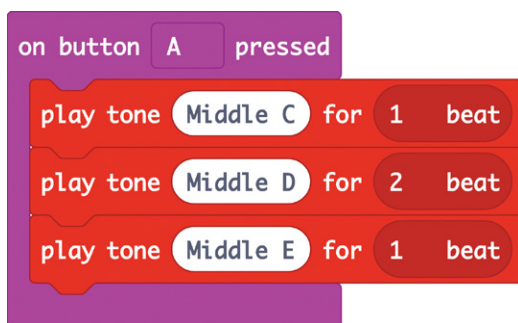 on button A pressed
play tone Middle C for 1 beat
play tone Middle D for 2 beat
play tone Middle E for 1 beat